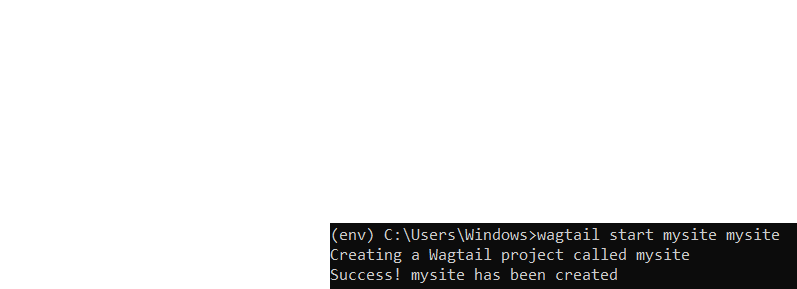 (env) C:\Users\Windows>wagtail start mysite mysite
Creating a Wagtail project called mysite
Success! mysite has been created